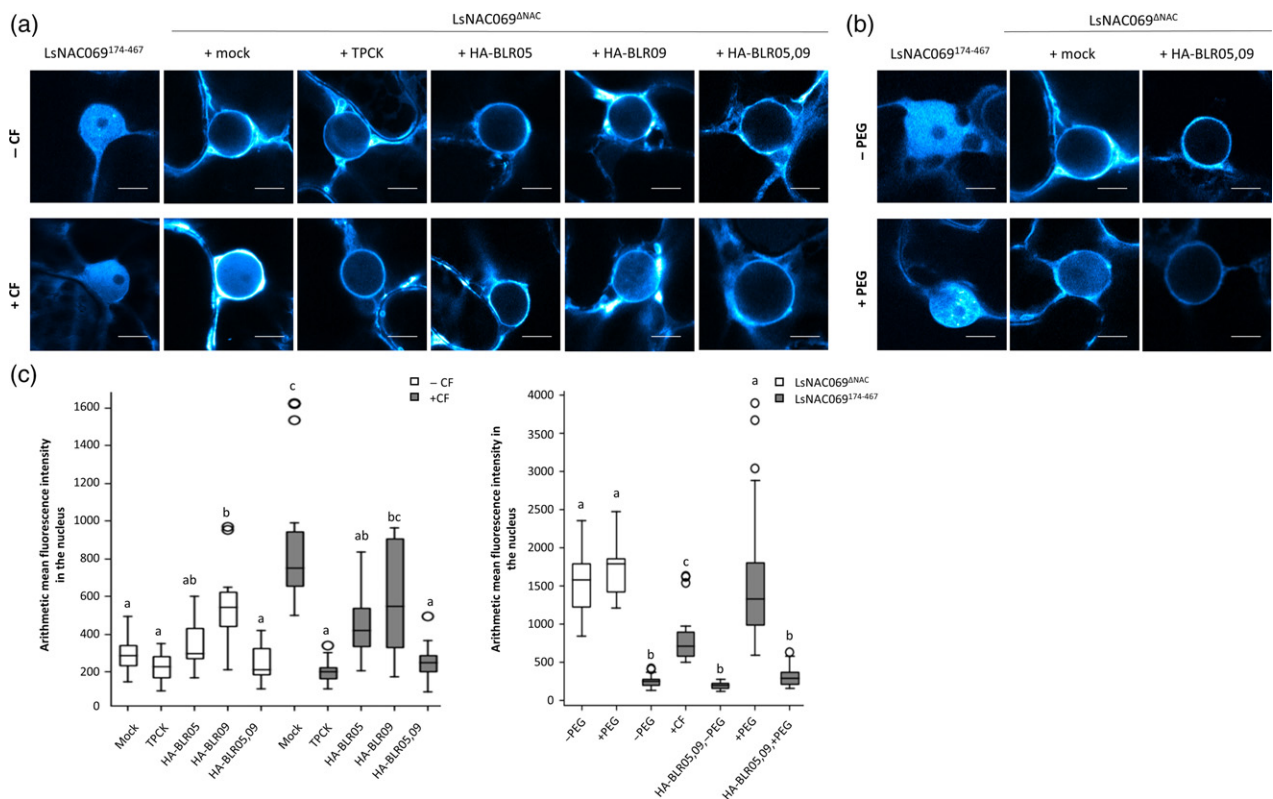 (a)
LsNAC069ΔNAC
LsNAC069174-467
+ mock
+ TPCK
+ HA-BLR05
+ HA-BLR09
+ HA-BLR05,09
– CF
+ CF
(b)
LsNAC069ΔNAC
LsNAC069174-467
+ mock
+ HA-BLR05,09
– PEG
+ PEG
(c)
– CF
+CF
Arithmetic mean fluorescence intensity
in the nucleus
1600
1400
1200
1000
800
600
400
200
0
a
a
ab
b
a
c
a
ab
bc
a
Mock
TPCK
HA-BLR05
HA-BLR09
HA-BLR05,09
Mock
TPCK
HA-BLR05
HA-BLR09
HA-BLR05,09
LsNAC069ΔNAC
LsNAC069174-467
Arithmetic mean fluorescence intensity in
the nucleus
4000
3500
3000
2500
2000
1500
1000
500
0
a
a
b
c
b
a
b
–PEG
+PEG
–PEG
+CF
HA-BLR05,09,–PEG
+PEG
HA-BLR05,09,+PEG